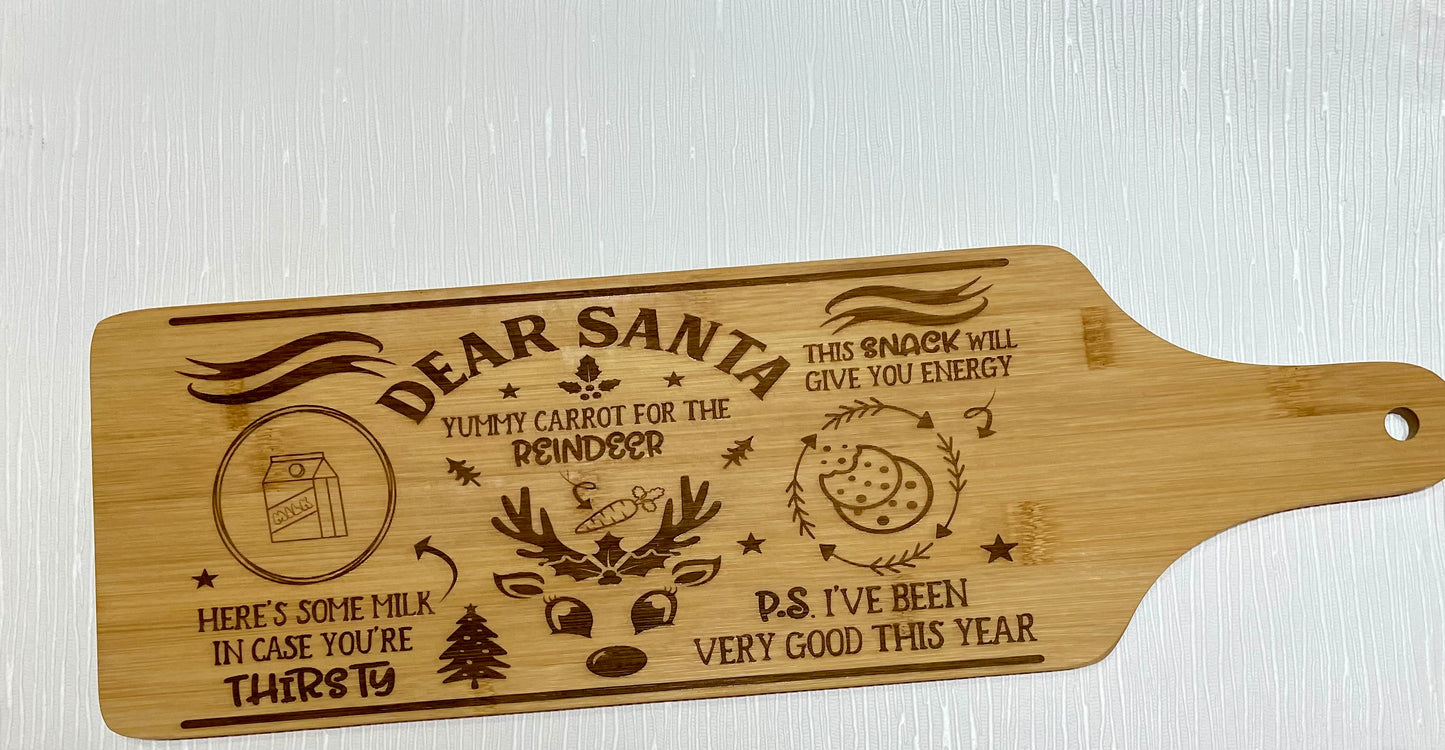 DEAR SANTA
YUMMY CARROT FOR THE
REINDEER
THIS SNACK WILL
GIVE YOU ENERGY
MILK
HERE'S SOME MILK
IN CASE YOU'RE
THIRSTY
P.S. I'VE BEEN
VERY GOOD THIS YEAR